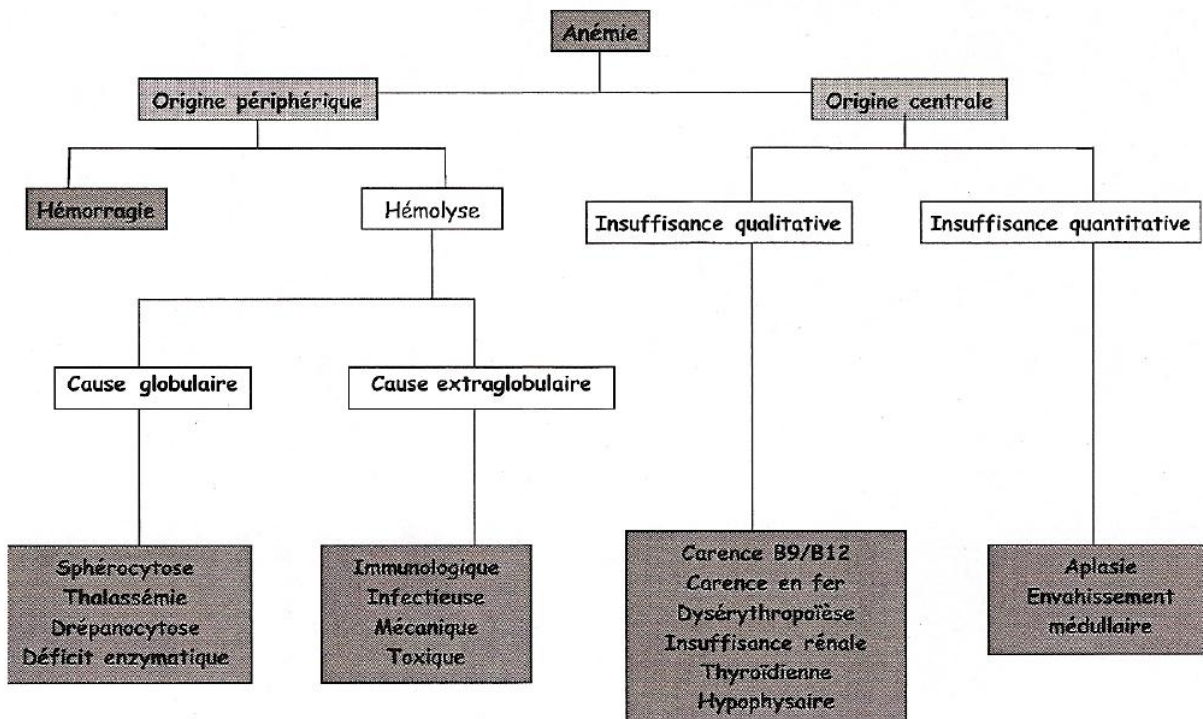 Anémie
Origine périphérique
Origine centrale
Hémorragie
Hémolyse
Insuffisance qualitative
Insuffisance quantitative
Cause globulaire
Cause extraglobulaire
Sphérocytose
Thalassémie
Drépanocytose
Déficit enzymatique
Immunologique
Infectieuse
Mécanique
Toxique
Carence B9/B12
Carence en fer
Dysérythropoïèse
Insuffisance rénale
Thyroïdienne
Hypophysaire
Aplasie
Envahissement
médullaire